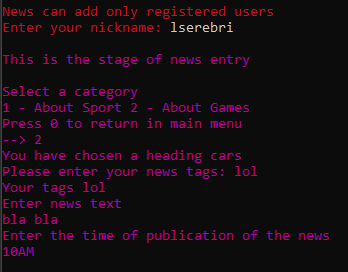 News can add only registered users
Enter your nickname: lserebri
This is the stage of news entry
Select a category
1 - About Sport 2 - About Games
Press 0 to return in main menu
--> 2
You have chosen a heading cars
Please enter your news tags: lol
Your tags lol
Enter news text
bla bla
Enter the time of publication of the news
10AM